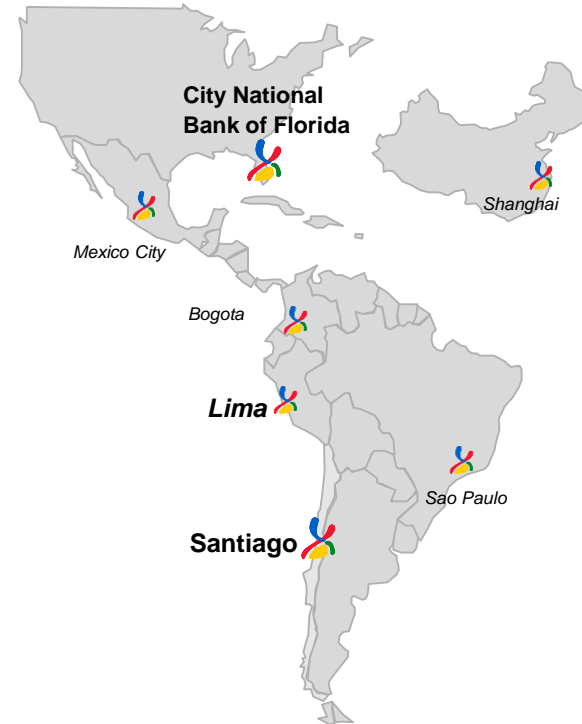 City National
Bank of Florida
Shanghai
Mexico City
Bogota
Lima
Sao Paulo
Santiago